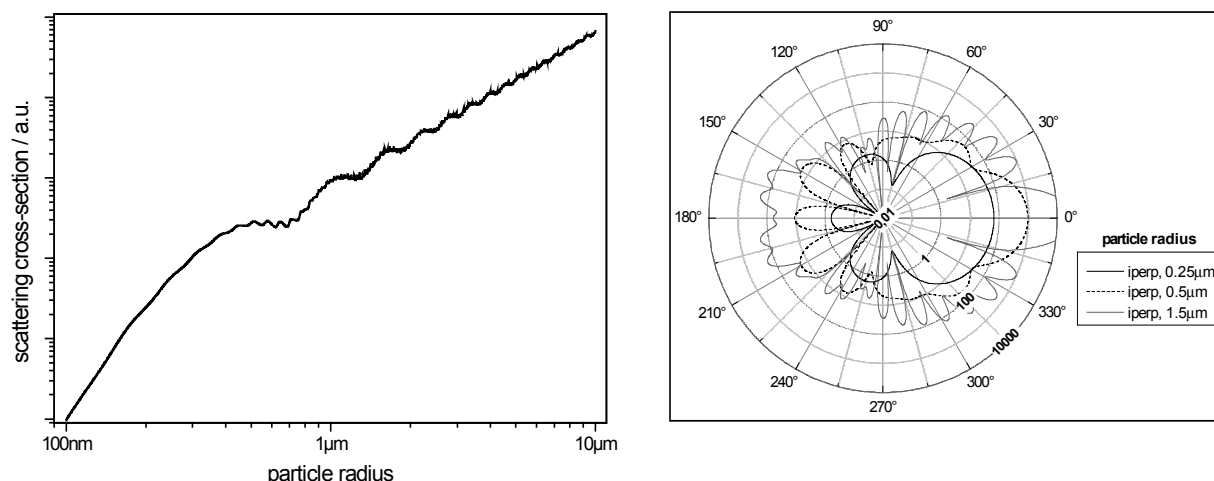 scattering cross-section / a.u.
100nm
1μm
10μm
particle radius
90°
120°
60°
150°
30°
180°
0,01
0°
1
100
10000
210°
330°
240°
300°
270°
particle radius
iperp, 0.25μm
iperp, 0.5μm
iperp, 1.5μm